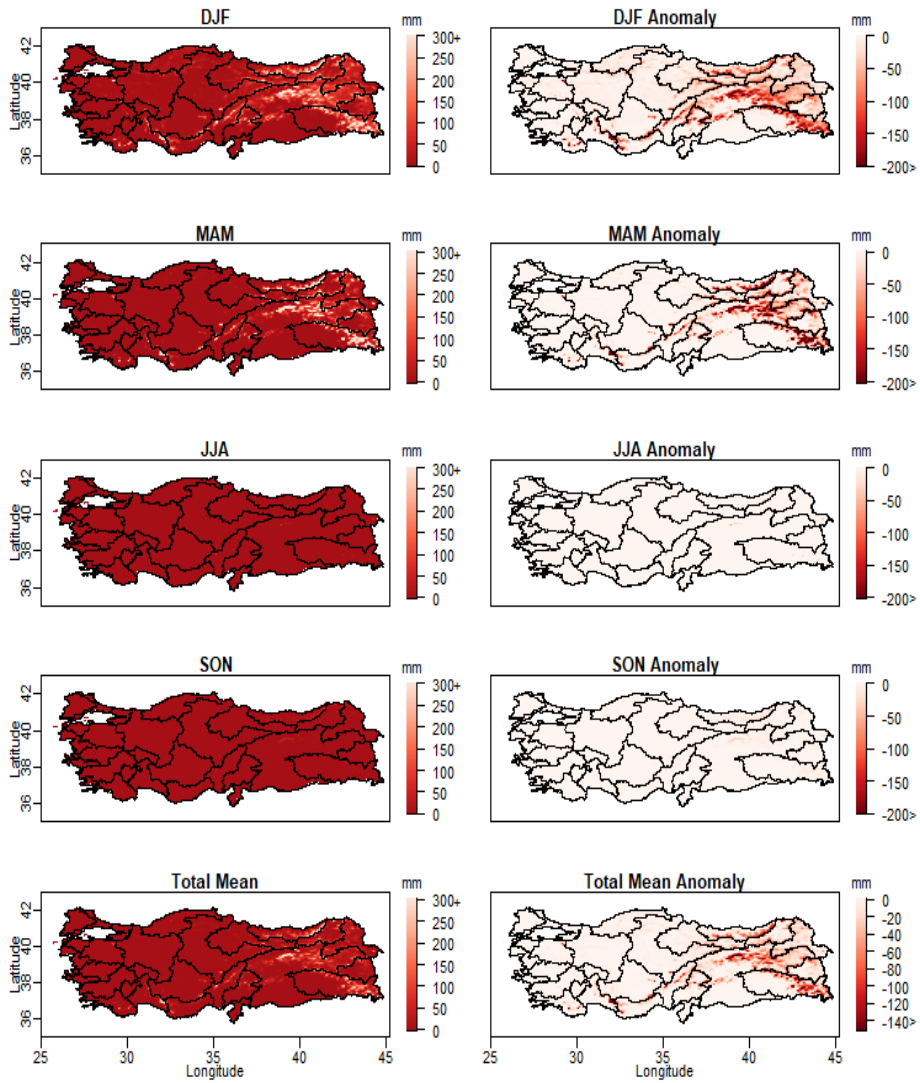 DJF
mm
300+
250
200
150
100
50
0
Latitude
42
40
38
36
DJF Anomaly
mm
0
-50
-100
-150
-200>
MAM
mm
300+
250
200
150
100
50
0
Latitude
42
40
38
36
MAM Anomaly
mm
0
-50
-100
-150
-200>
JJA
mm
300+
250
200
150
100
50
0
Latitude
42
40
38
36
JJA Anomaly
mm
0
-50
-100
-150
-200>
SON
mm
300+
250
200
150
100
50
0
Latitude
42
40
38
36
SON Anomaly
mm
0
-50
-100
-150
-200>
Total Mean
mm
300+
250
200
150
100
50
0
Latitude
42
40
38
36
25 30 35 40 45
Longitude
Total Mean Anomaly
mm
0
-20
-40
-60
-80
-100
-120
-140>
25 30 35 40 45
Longitude